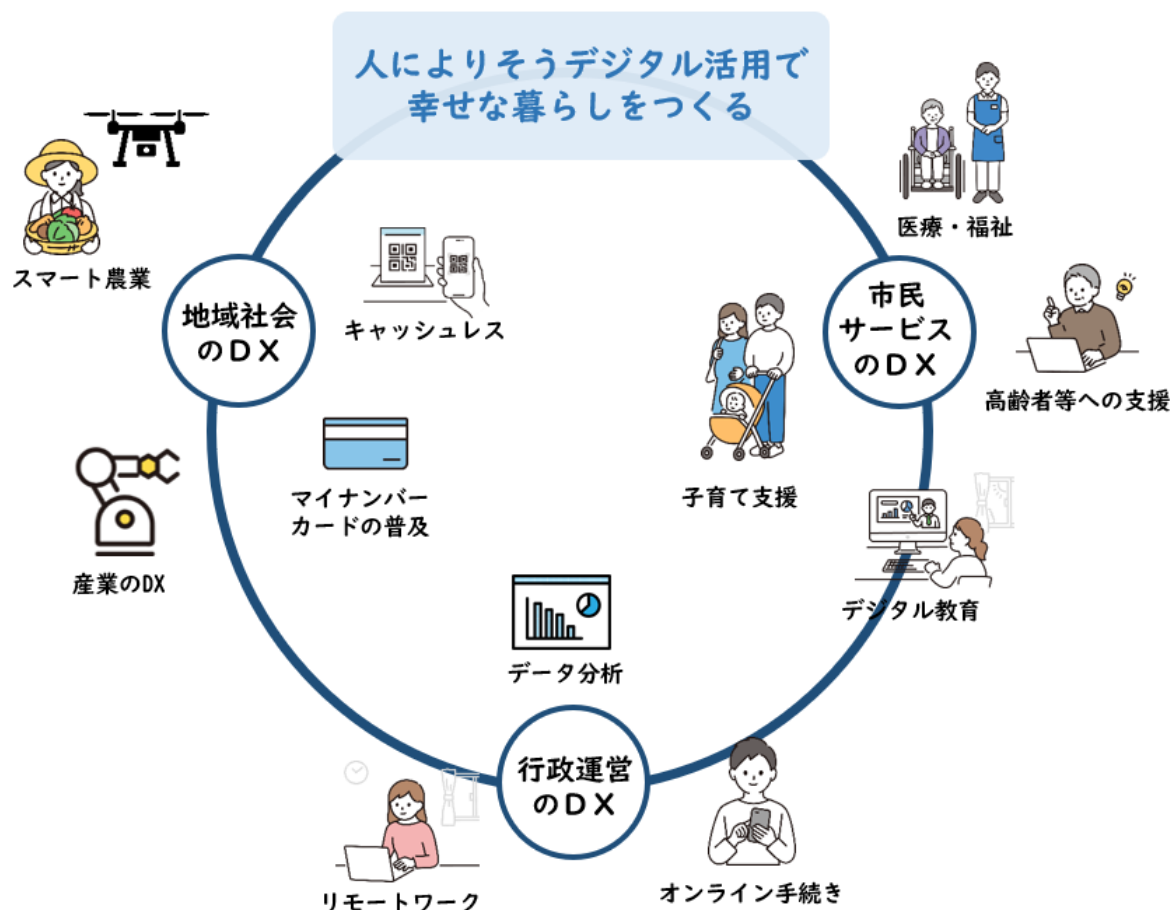 人によりそうデジタル活用で
幸せな暮らしをつくる
スマート農業
地域社会
のＤＸ
キャッシュレス
マイナンバー
カードの普及
産業のDX
医療・福祉
市民
サービス
のＤＸ
高齢者等への支援
子育て支援
デジタル教育
データ分析
行政運営
のＤＸ
リモートワーク
オンライン手続き